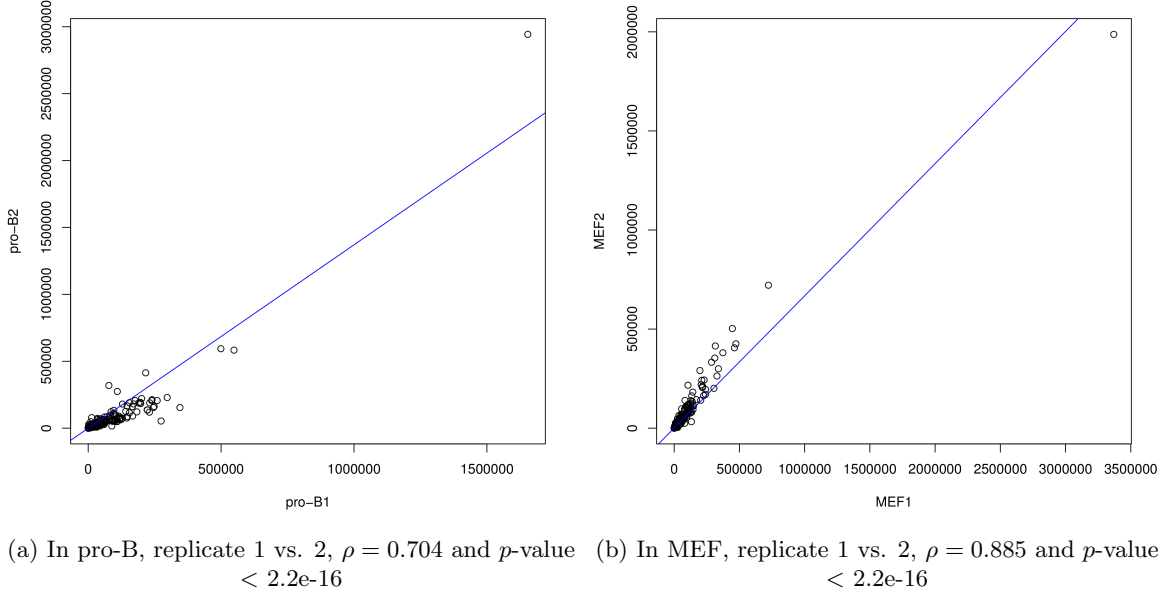 3000000
2500000
2000000
1500000
1000000
500000
0
pro−B2
0 500000 1000000 1500000
pro−B1
2000000
1500000
1000000
500000
0
MEF2
0 500000 1000000 1500000 2000000 2500000 3000000 3500000
MEF1
(a) In pro-B, replicate 1 vs. 2, ρ = 0.704 and p-value
< 2.2e-16
(b) In MEF, replicate 1 vs. 2, ρ = 0.885 and p-value
< 2.2e-16